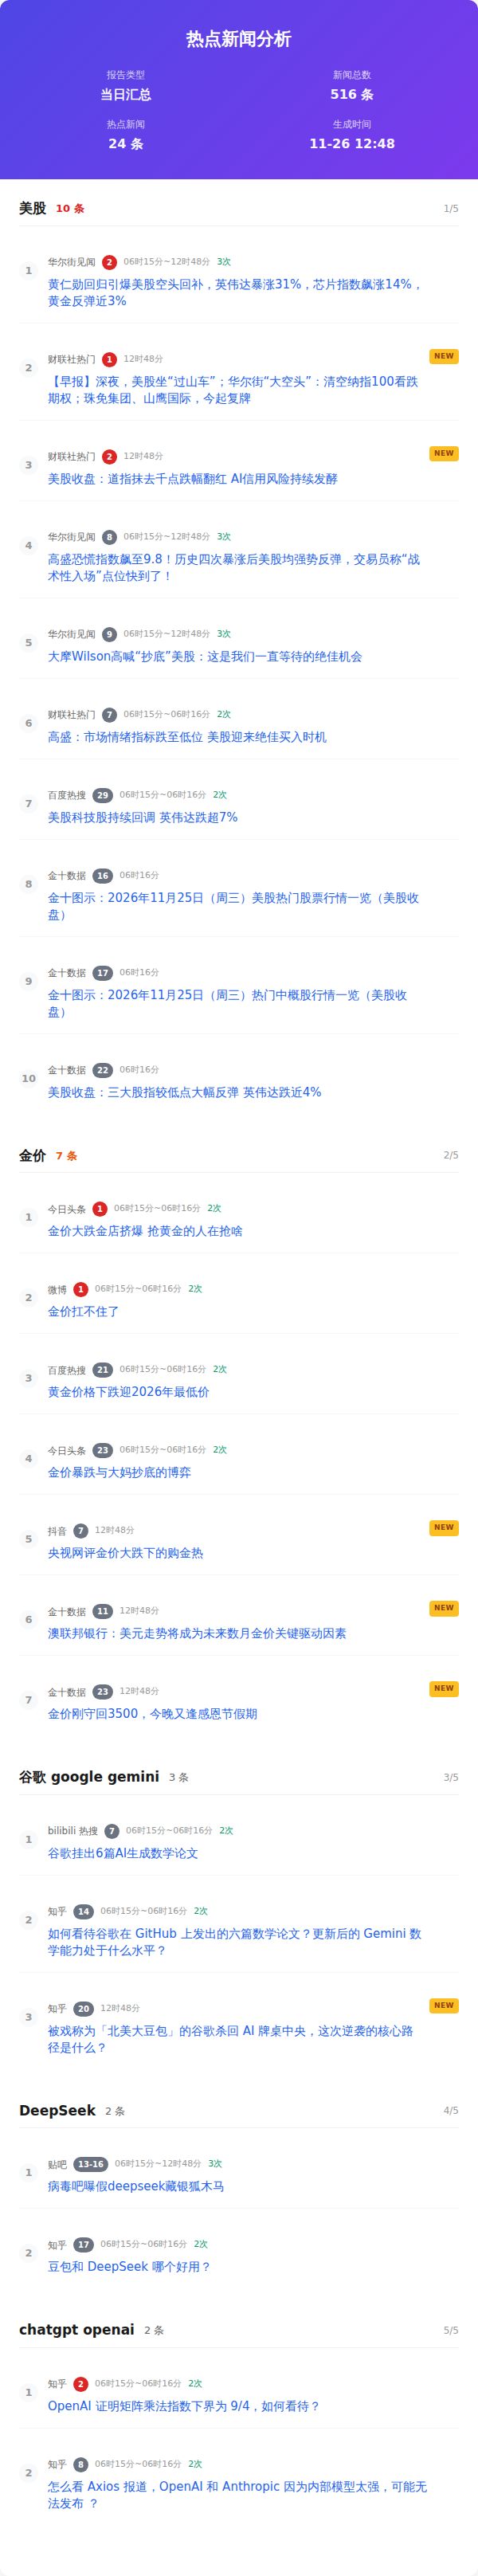 热点新闻分析
报告类型
当日汇总
新闻总数
516 条
热点新闻
24 条
生成时间
11-26 12:48
美股 10 条 1/5
1
华尔街见闻 2 06时15分~12时48分 3次
黄仁勋回归引爆美股空头回补，英伟达暴涨31%，芯片指数飙涨14%，
黄金反弹近3%
2
财联社热门 1 12时48分 NEW
【早报】深夜，美股坐“过山车”；华尔街“大空头”：清空纳指100看跌
期权；珠免集团、山鹰国际，今起复牌
3
财联社热门 2 12时48分 NEW
美股收盘：道指抹去千点跌幅翻红 AI信用风险持续发酵
4
华尔街见闻 8 06时15分~12时48分 3次
高盛恐慌指数飙至9.8！历史四次暴涨后美股均强势反弹，交易员称“战
术性入场”点位快到了！
5
华尔街见闻 9 06时15分~12时48分 3次
大摩Wilson高喊“抄底”美股：这是我们一直等待的绝佳机会
6
财联社热门 7 06时15分~06时16分 2次
高盛：市场情绪指标跌至低位 美股迎来绝佳买入时机
7
百度热搜 29 06时15分~06时16分 2次
美股科技股持续回调 英伟达跌超7%
8
金十数据 16 06时16分
金十图示：2026年11月25日（周三）美股热门股票行情一览（美股收
盘）
9
金十数据 17 06时16分
金十图示：2026年11月25日（周三）热门中概股行情一览（美股收
盘）
10
金十数据 22 06时16分
美股收盘：三大股指较低点大幅反弹 英伟达跌近4%
金价 7 条 2/5
1
今日头条 1 06时15分~06时16分 2次
金价大跌金店挤爆 抢黄金的人在抢啥
2
微博 1 06时15分~06时16分 2次
金价扛不住了
3
百度热搜 21 06时15分~06时16分 2次
黄金价格下跌迎2026年最低价
4
今日头条 23 06时15分~06时16分 2次
金价暴跌与大妈抄底的博弈
5
抖音 7 12时48分 NEW
央视网评金价大跌下的购金热
6
金十数据 11 12时48分 NEW
澳联邦银行：美元走势将成为未来数月金价关键驱动因素
7
金十数据 23 12时48分 NEW
金价刚守回3500，今晚又逢感恩节假期
谷歌 google gemini 3 条 3/5
1
bilibili 热搜 7 06时15分~06时16分 2次
谷歌挂出6篇AI生成数学论文
2
知乎 14 06时15分~06时16分 2次
如何看待谷歌在 GitHub 上发出的六篇数学论文？更新后的 Gemini 数
学能力处于什么水平？
3
知乎 20 12时48分 NEW
被戏称为「北美大豆包」的谷歌杀回 AI 牌桌中央，这次逆袭的核心路
径是什么？
DeepSeek 2 条 4/5
1
贴吧 13-16 06时15分~12时48分 3次
病毒吧曝假deepseek藏银狐木马
2
知乎 17 06时15分~06时16分 2次
豆包和 DeepSeek 哪个好用？
chatgpt openai 2 条 5/5
1
知乎 2 06时15分~06时16分 2次
OpenAI 证明矩阵乘法指数下界为 9/4，如何看待？
2
知乎 8 06时15分~06时16分 2次
怎么看 Axios 报道，OpenAI 和 Anthropic 因为内部模型太强，可能无
法发布 ？